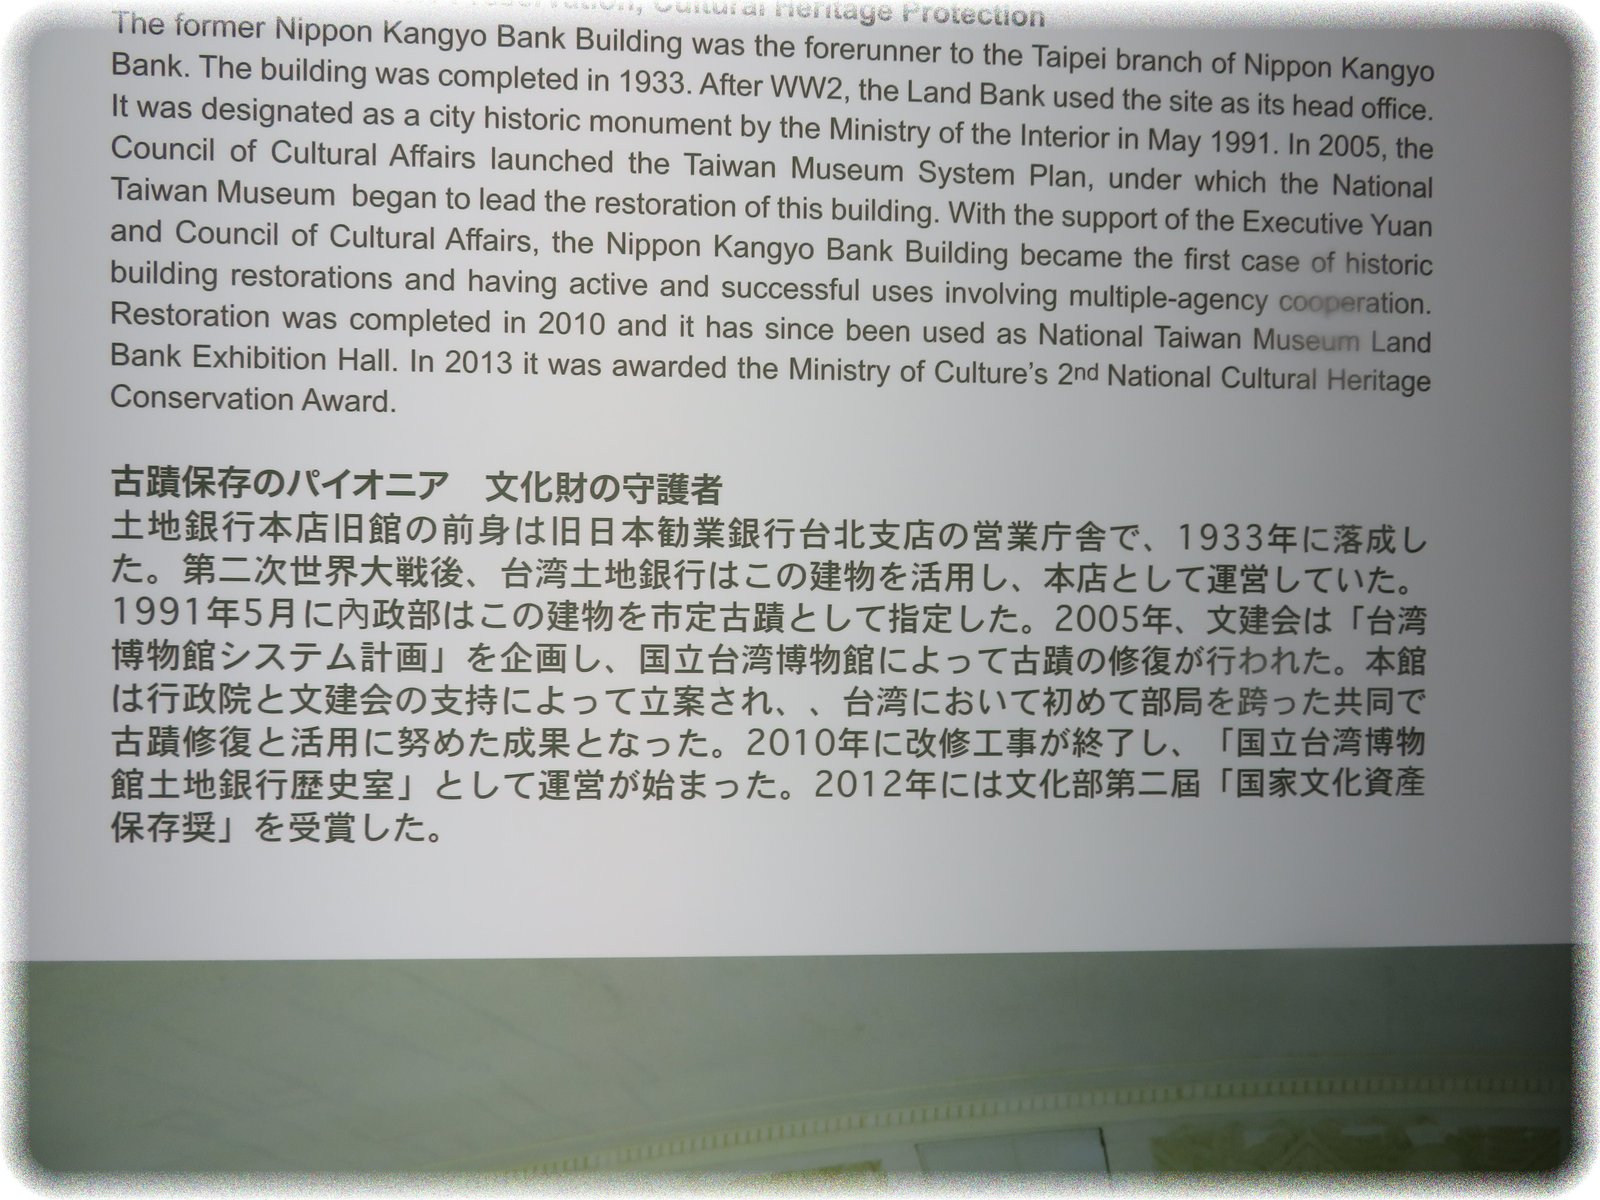 Preservation, Cultural Heritage Protection
The former Nippon Kangyo Bank Building was the forerunner to the Taipei branch of Nippon Kangyo
Bank. The building was completed in 1933. After WW2, the Land Bank used the site as its head office.
It was designated as a city historic monument by the Ministry of the Interior in May 1991. In 2005, the
Council of Cultural Affairs launched the Taiwan Museum System Plan, under which the National
Taiwan Museum began to lead the restoration of this building. With the support of the Executive Yuan
and Council of Cultural Affairs, the Nippon Kangyo Bank Building became the first case of historic
building restorations and having active and successful uses involving multiple-agency cooperation.
Restoration was completed in 2010 and it has since been used as National Taiwan Museum Land
Bank Exhibition Hall. In 2013 it was awarded the Ministry of Culture's 2nd National Cultural Heritage
Conservation Award.
古蹟保存のパイオニア　文化財の守護者
土地銀行本店旧館の前身は旧日本勧業銀行台北支店の営業庁舎で、1933年に落成し
た。第二次世界大戦後、台湾土地銀行はこの建物を活用し、本店として運営していた。
1991年5月に內政部はこの建物を市定古蹟として指定した。2005年、文建会は「台湾
博物館システム計画」を企画し、国立台湾博物館によって古蹟の修復が行われた。本館
は行政院と文建会の支持によって立案され、、台湾において初めて部局を跨った共同で
古蹟修復と活用に努めた成果となった。2010年に改修工事が終了し、「国立台湾博物
館土地銀行歴史室」として運営が始まった。2012年には文化部第二屆「国家文化資產
保存奨」を受賞した。